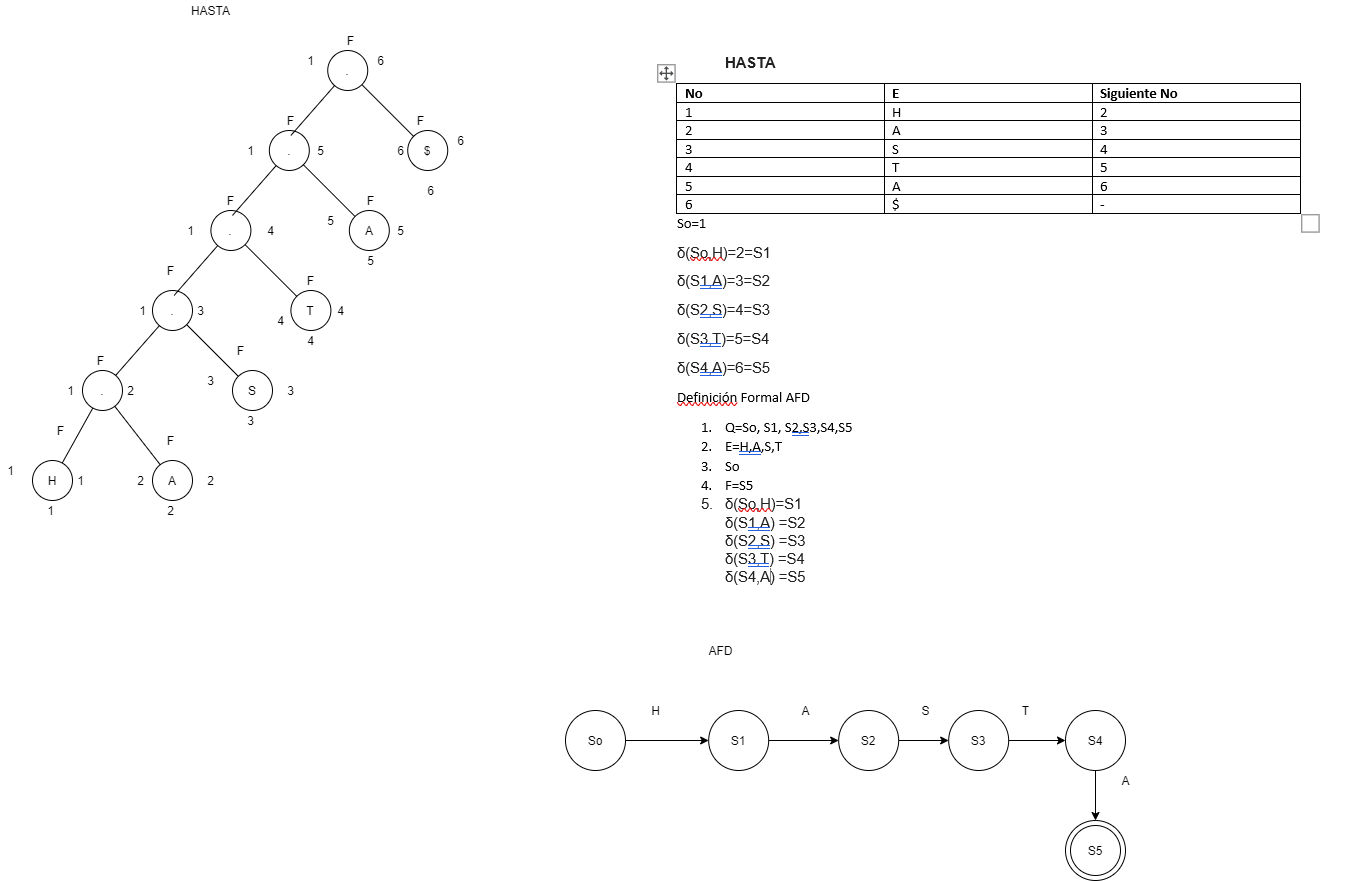 HASTA
F
1 . 6
F F
1 . 5 6 $ 6
6
F F
1 . 4 5 A 5
5
F F
1 . 3 4 T 4
4
F F
1 . 2 3 S 3
3
F F
1 H 1 2 A 2
1 2
HASTA
No E Siguiente No
1 H 2
2 A 3
3 S 4
4 T 5
5 A 6
6 $ -
So=1
δ(So,H)=2=S1
δ(S1,A)=3=S2
δ(S2,S)=4=S3
δ(S3,T)=5=S4
δ(S4,A)=6=S5
Definición Formal AFD
1. Q=So, S1, S2,S3,S4,S5
2. E=H,A,S,T
3. So
4. F=S5
5. δ(So,H)=S1
δ(S1,A) =S2
δ(S2,S) =S3
δ(S3,T) =S4
δ(S4,A) =S5
AFD
H A S T
So S1 S2 S3 S4
A
S5